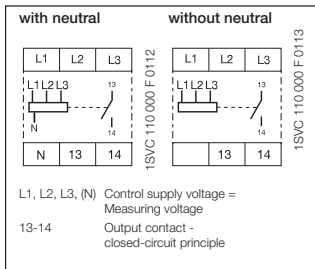 with neutral
without neutral
L1 L2 L3
L1 L2 L3
13
N
14
N 13 14
1SVC 110 000 F 0112
L1 L2 L3
L1 L2 L3
13
14
13 14
1SVC 110 000 F 0113
L1, L2, L3, (N) Control supply voltage =
Measuring voltage
13-14 Output contact -
closed-circuit principle